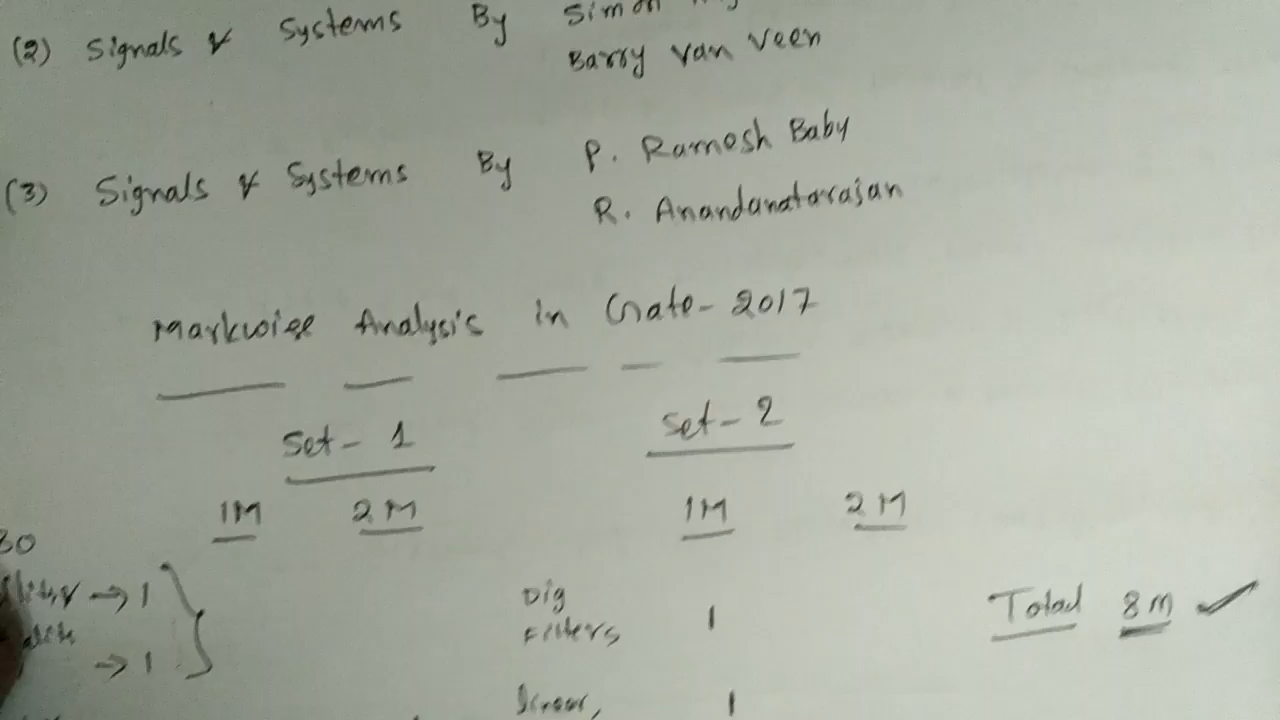 (2) Signals & Systems By Simon
Barry Van Veen
(3) Signals & Systems By P. Ramesh Baby
R. Anandanatarajan
Markwise Analysis in Gate-2017
Set-1 Set-2
1M 2M 1M 2M
→ 1
Dig
Filters 1
Total 8M ✓
→ 1
1